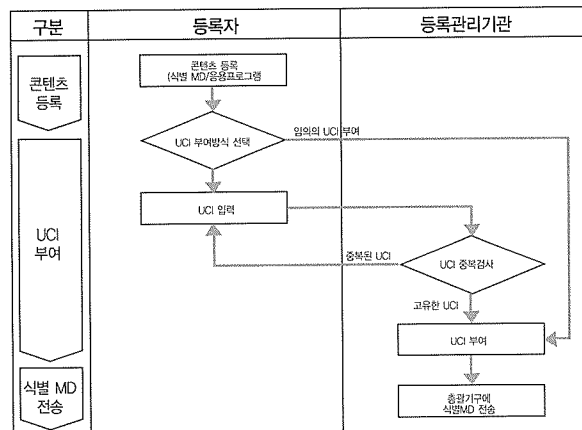 구분
등록자
등록관리기관
콘텐츠
등록
콘텐츠 등록
(식별 MD/응용프로그램
UCI 부여방식 선택
임의의 UCI 부여
UCI 입력
UCI
부여
중복된 UCI
UCI 중복검사
고유한 UCI
UCI 부여
식별 MD
전송
총괄기구에
식별MD 전송